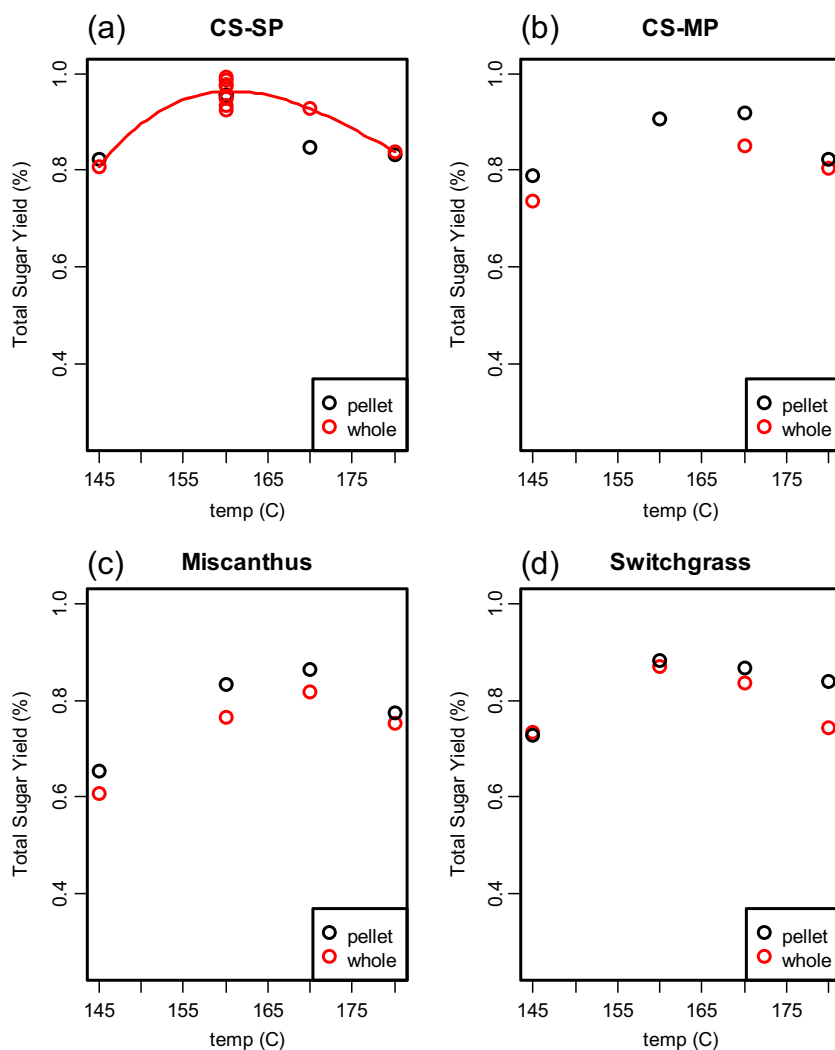 (a) CS-SP
Total Sugar Yield (%)
1.0
0.8
0.6
0.4
pellet
whole
145 155 165 175
temp (C)
(b) CS-MP
Total Sugar Yield (%)
1.0
0.8
0.6
0.4
pellet
whole
145 155 165 175
temp (C)
(c) Miscanthus
Total Sugar Yield (%)
1.0
0.8
0.6
0.4
pellet
whole
145 155 165 175
temp (C)
(d) Switchgrass
Total Sugar Yield (%)
1.0
0.8
0.6
0.4
pellet
whole
145 155 165 175
temp (C)